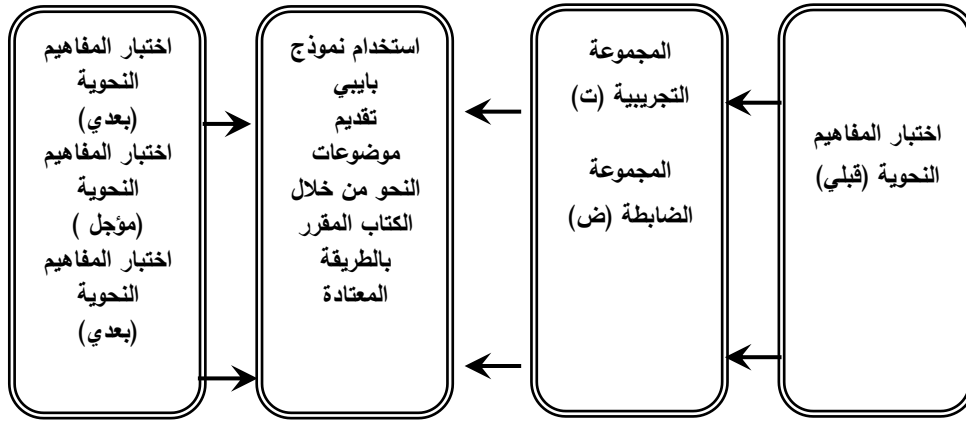 اختبار المفاهيم
النحوية (قبلي)
المجموعة
التجريبية (ت)
المجموعة
الضابطة (ض)
استخدام نموذج
بايبي
تقديم
موضوعات
النحو من خلال
الكتاب المقرر
بالطريقة
المعتادة
اختبار المفاهيم
النحوية
(بعدي)
اختبار المفاهيم
النحوية
(مؤجل )
اختبار المفاهيم
النحوية
(بعدي)